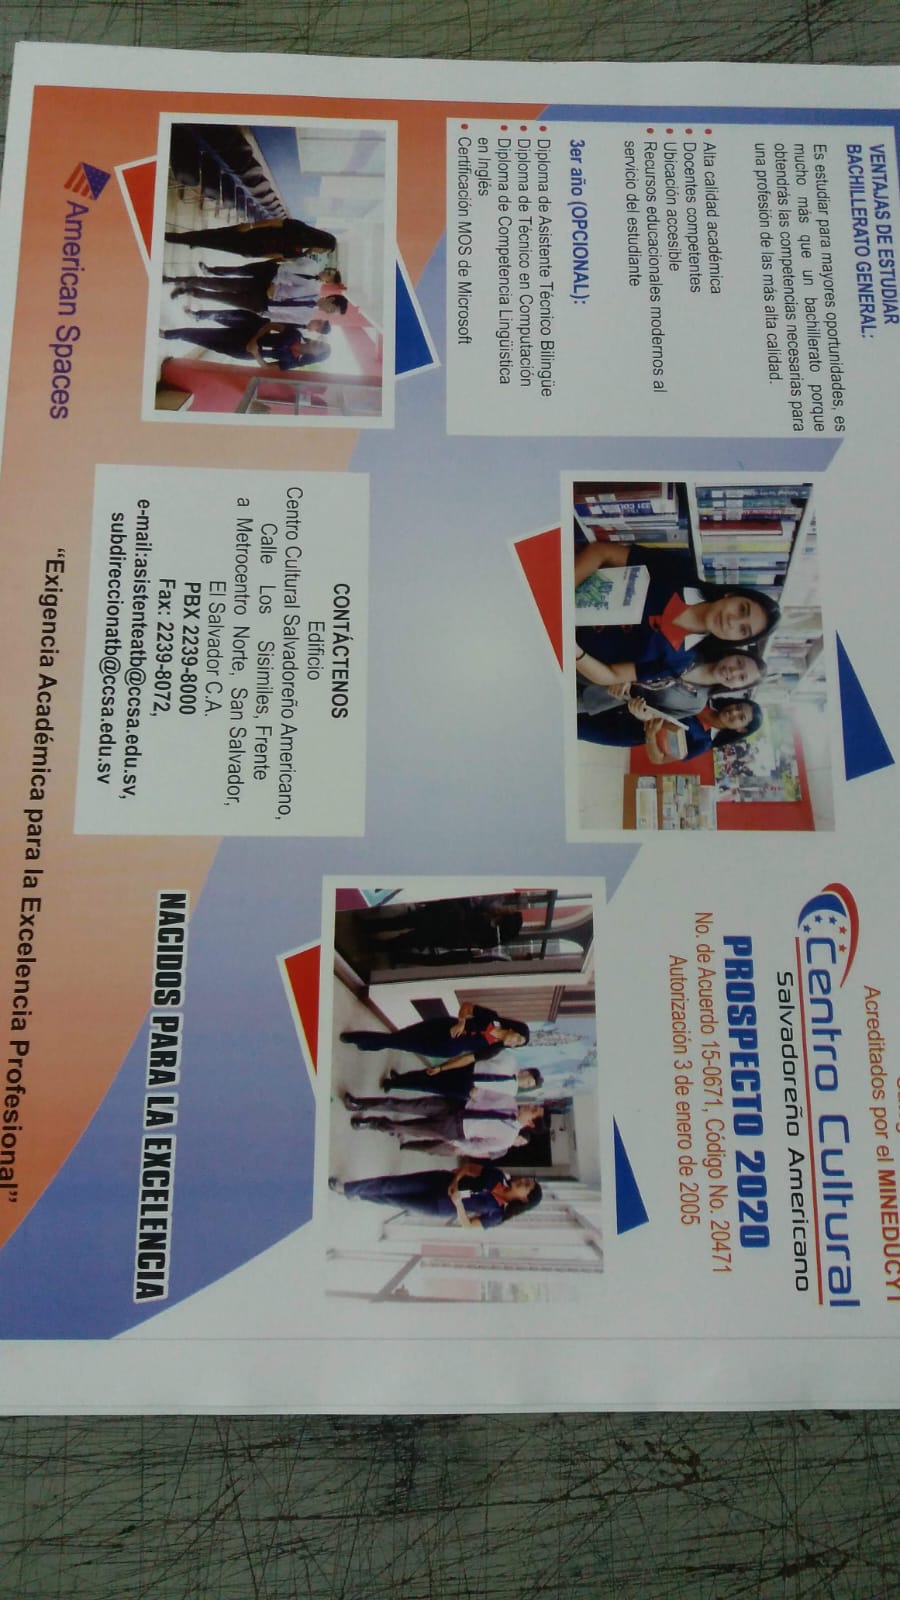 VENTAJAS DE ESTUDIAR
BACHILLERATO GENERAL:
Es estudiar para mayores oportunidades, es
mucho más que un bachillerato porque
obtendrás las competencias necesarias para
una profesión de las más alta calidad.
• Alta calidad académica
• Docentes competentes
• Ubicación accesible
• Recursos educacionales modernos al
servicio del estudiante
3er año (OPCIONAL):
• Diploma de Asistente Técnico Bilingüe
• Diploma de Técnico en Computación
• Diploma de Competencia Lingüistica
en Inglés
• Certificación MOS de Microsoft
American Spaces
CONTÁCTENOS
Edificio
Centro Cultural Salvadoreño Americano,
Calle Los Sisimiles, Frente
a Metrocentro Norte, San Salvador,
El Salvador C.A.
PBX 2239-8000
Fax: 2239-8072,
e-mail:asistenteatb@ccsa.edu.sv,
subdireccionatb@ccsa.edu.sv
"Exigencia Académica para la Excelencia Profesional"
Acreditados por el MINEDUCYT
Centro Cultural
Salvadoreño Americano
PROSPECTO 2020
No. de Acuerdo 15-0671, Código No. 20471
Autorización 3 de enero de 2005
NACIDOS PARA LA EXCELENCIA